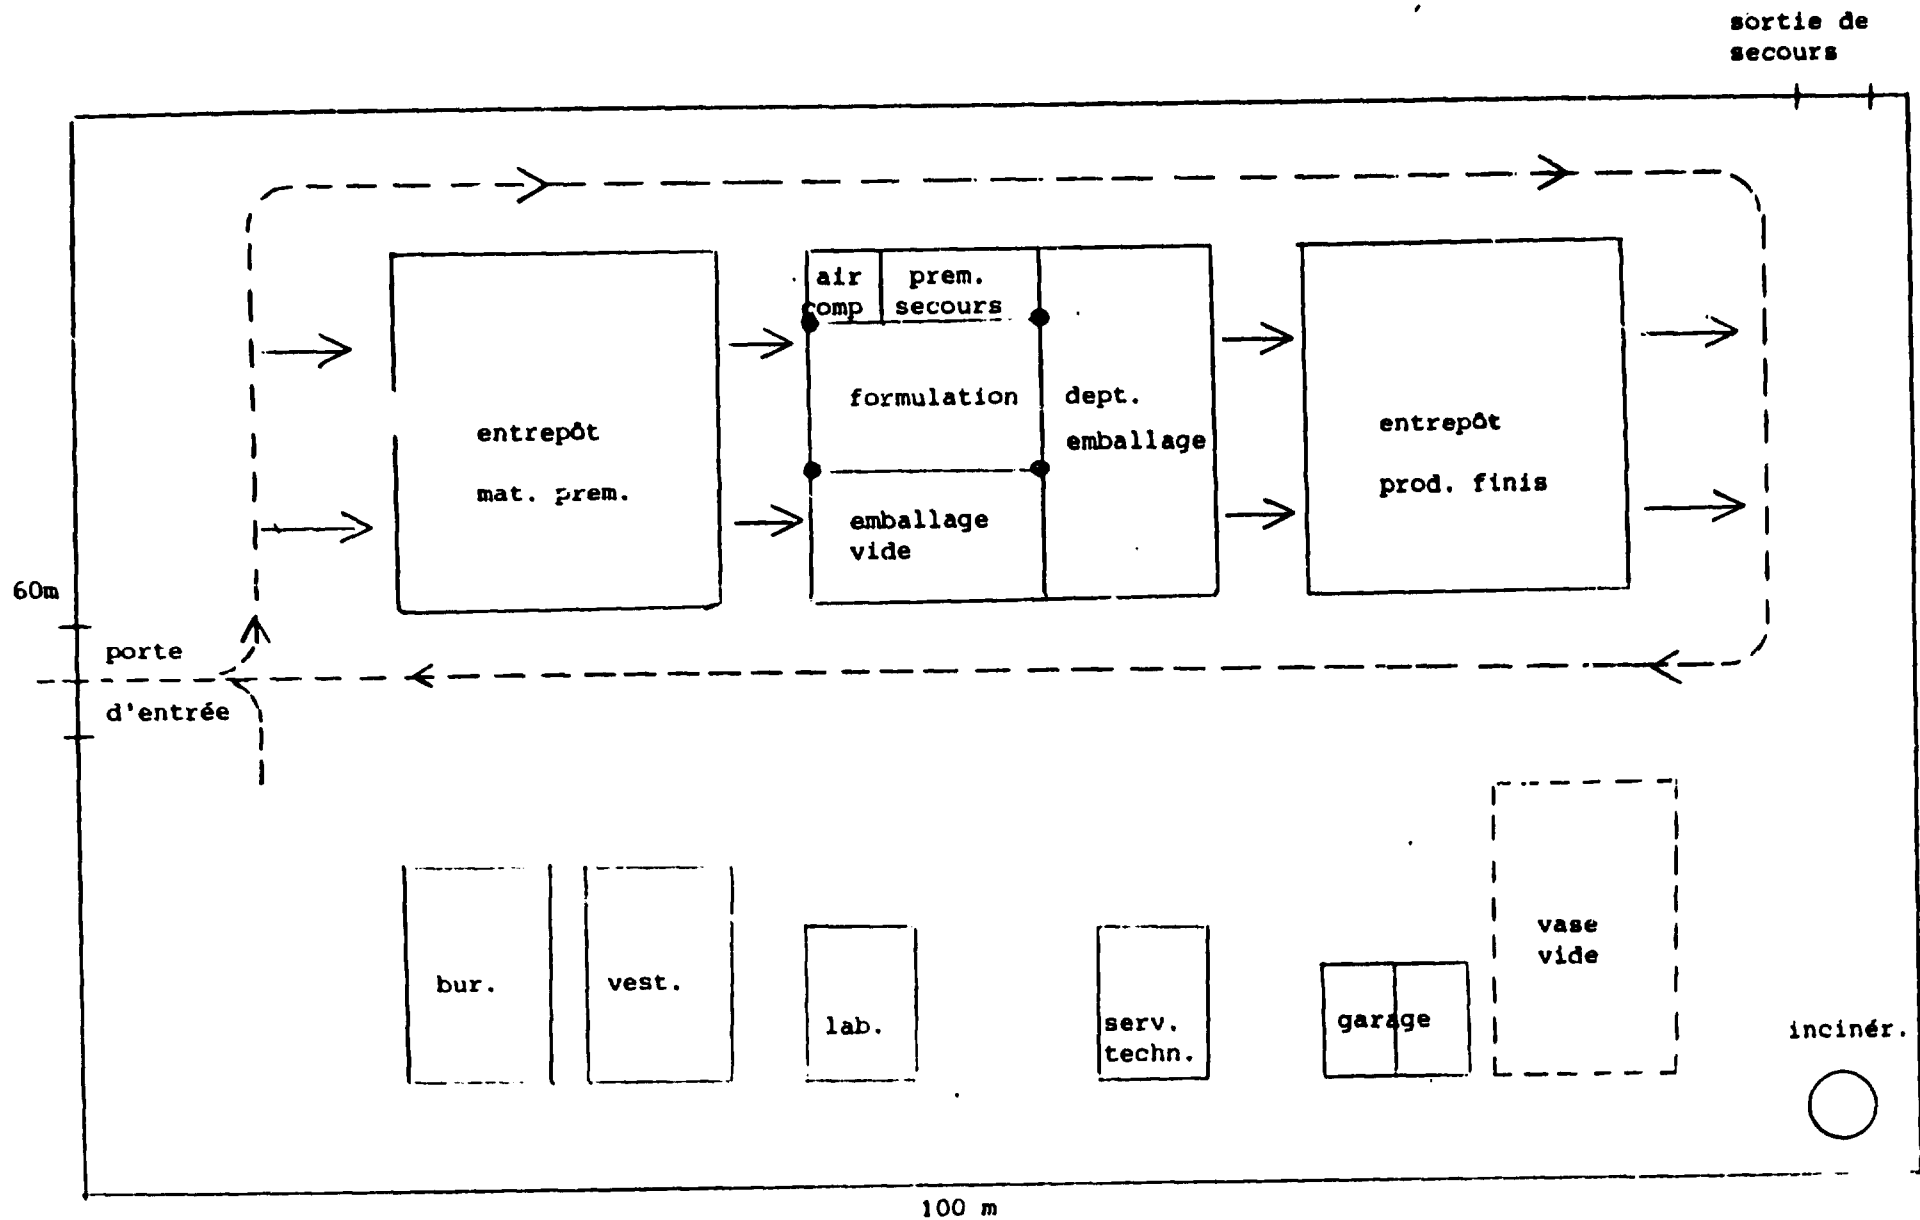 sortie de
secours
air
comp
prem.
secours
formulation
dept.
emballage
entrepôt
mat. prem.
entrepôt
prod. finis
emballage
vide
60m
porte
d'entrée
bur.
vest.
lab.
serv.
techn.
garage
vase
vide
incinér.
100 m